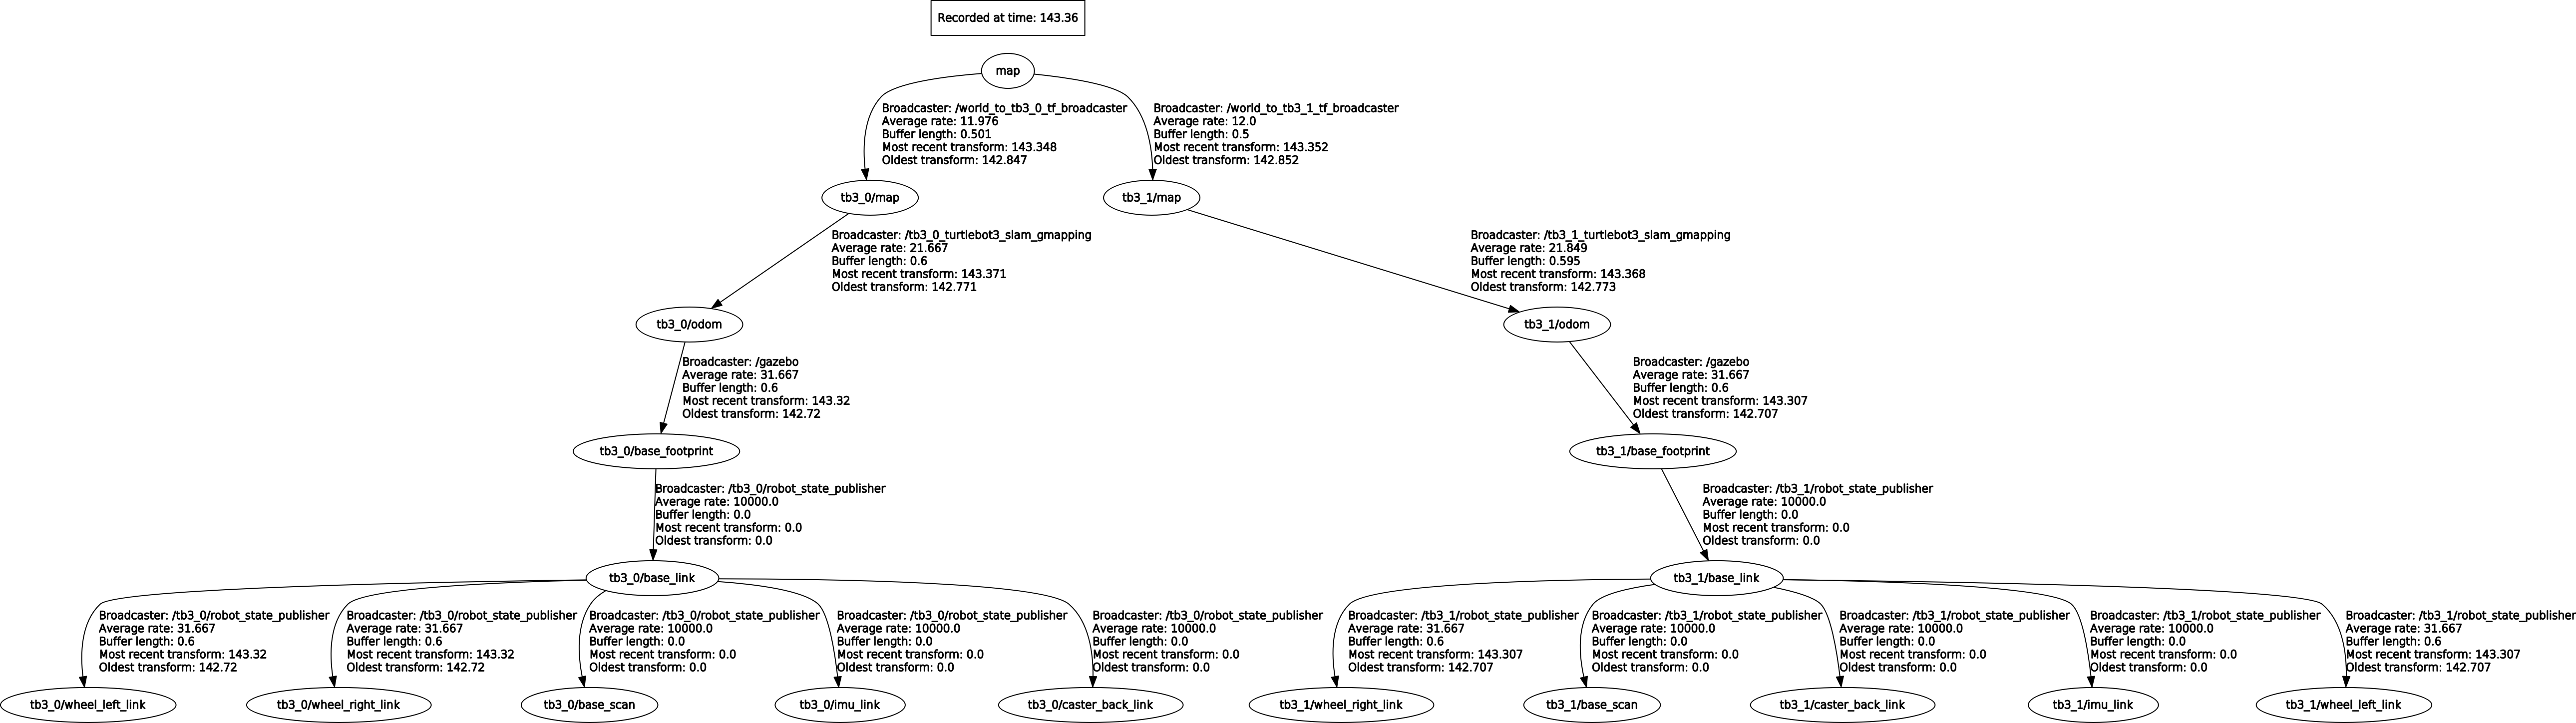 Recorded at time: 143.36
map
Broadcaster: /world_to_tb3_0_tf_broadcaster
Average rate: 11.976
Buffer length: 0.501
Most recent transform: 143.348
Oldest transform: 142.847
Broadcaster: /world_to_tb3_1_tf_broadcaster
Average rate: 12.0
Buffer length: 0.5
Most recent transform: 143.352
Oldest transform: 142.852
tb3_0/map
tb3_1/map
Broadcaster: /tb3_0_turtlebot3_slam_gmapping
Average rate: 21.667
Buffer length: 0.6
Most recent transform: 143.371
Oldest transform: 142.771
Broadcaster: /tb3_1_turtlebot3_slam_gmapping
Average rate: 21.849
Buffer length: 0.595
Most recent transform: 143.368
Oldest transform: 142.773
tb3_0/odom
tb3_1/odom
Broadcaster: /gazebo
Average rate: 31.667
Buffer length: 0.6
Most recent transform: 143.32
Oldest transform: 142.72
Broadcaster: /gazebo
Average rate: 31.667
Buffer length: 0.6
Most recent transform: 143.307
Oldest transform: 142.707
tb3_0/base_footprint
tb3_1/base_footprint
Broadcaster: /tb3_0/robot_state_publisher
Average rate: 10000.0
Buffer length: 0.0
Most recent transform: 0.0
Oldest transform: 0.0
Broadcaster: /tb3_1/robot_state_publisher
Average rate: 10000.0
Buffer length: 0.0
Most recent transform: 0.0
Oldest transform: 0.0
tb3_0/base_link
tb3_1/base_link
Broadcaster: /tb3_0/robot_state_publisher
Average rate: 31.667
Buffer length: 0.6
Most recent transform: 143.32
Oldest transform: 142.72
Broadcaster: /tb3_0/robot_state_publisher
Average rate: 31.667
Buffer length: 0.6
Most recent transform: 143.32
Oldest transform: 142.72
Broadcaster: /tb3_0/robot_state_publisher
Average rate: 10000.0
Buffer length: 0.0
Most recent transform: 0.0
Oldest transform: 0.0
Broadcaster: /tb3_0/robot_state_publisher
Average rate: 10000.0
Buffer length: 0.0
Most recent transform: 0.0
Oldest transform: 0.0
Broadcaster: /tb3_0/robot_state_publisher
Average rate: 10000.0
Buffer length: 0.0
Most recent transform: 0.0
Oldest transform: 0.0
Broadcaster: /tb3_1/robot_state_publisher
Average rate: 31.667
Buffer length: 0.6
Most recent transform: 143.307
Oldest transform: 142.707
Broadcaster: /tb3_1/robot_state_publisher
Average rate: 10000.0
Buffer length: 0.0
Most recent transform: 0.0
Oldest transform: 0.0
Broadcaster: /tb3_1/robot_state_publisher
Average rate: 10000.0
Buffer length: 0.0
Most recent transform: 0.0
Oldest transform: 0.0
Broadcaster: /tb3_1/robot_state_publisher
Average rate: 10000.0
Buffer length: 0.0
Most recent transform: 0.0
Oldest transform: 0.0
Broadcaster: /tb3_1/robot_state_publisher
Average rate: 31.667
Buffer length: 0.6
Most recent transform: 143.307
Oldest transform: 142.707
tb3_0/wheel_left_link
tb3_0/wheel_right_link
tb3_0/base_scan
tb3_0/imu_link
tb3_0/caster_back_link
tb3_1/wheel_right_link
tb3_1/base_scan
tb3_1/caster_back_link
tb3_1/imu_link
tb3_1/wheel_left_link